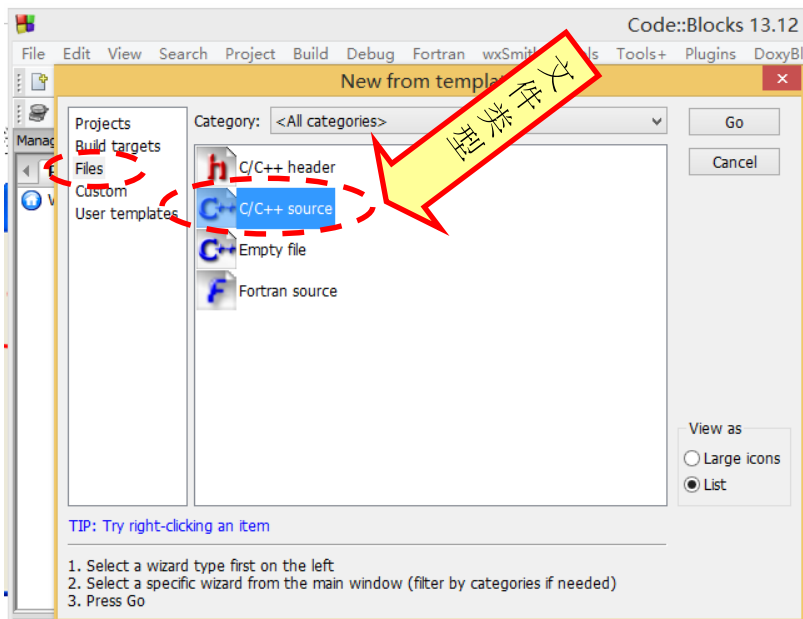 Code::Blocks 13.12
File Edit View Search Project Build Debug Fortran wxSmith Tools+ Plugins DoxyBl
New from templat
文件类型
Manag
Projects
Build targets
Files
Custom
User templates
Category: <All categories>
Go
Cancel
C/C++ header
C/C++ source
Empty file
Fortran source
View as
Large icons
List
TIP: Try right-clicking an item
1. Select a wizard type first on the left
2. Select a specific wizard from the main window (filter by categories if needed)
3. Press Go